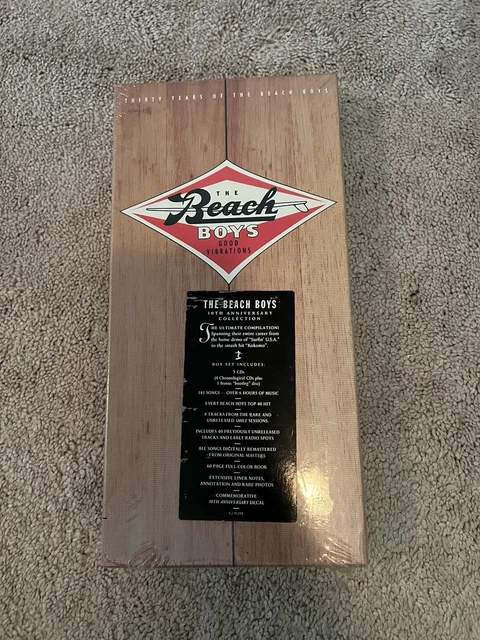 THIRTY YEARS OF THE BEACH BOYS
THE
Beach
BOYS
GOOD
VIBRATIONS
THE BEACH BOYS
30TH ANNIVERSARY
COLLECTION
THE ULTIMATE COMPILATION!
Spanning their entire career from
the home demo of "Surfin' U.S.A."
to the smash hit "Kokomo".
BOX SET INCLUDES:
5 CDs
(4 Chronological CDs plus
1 Bonus "bootleg" disc)
SONGS — OVER 6 HOURS OF MUSIC
EVERY BEACH BOYS TOP 40 HIT
TRACKS FROM THE RARE AND
UNRELEASED SMILE SESSIONS.
INCLUDES 40 PREVIOUSLY UNRELEASED
TRACKS AND EARLY RADIO SPOTS
ALL SONGS DIGITALLY REMASTERED
FROM ORIGINAL MASTERS
60 PAGE FULL-COLOR BOOK
EXTENSIVE LINER NOTES,
ANNOTATION AND RARE PHOTOS
COMMEMORATIVE
30TH ANNIVERSARY DECAL